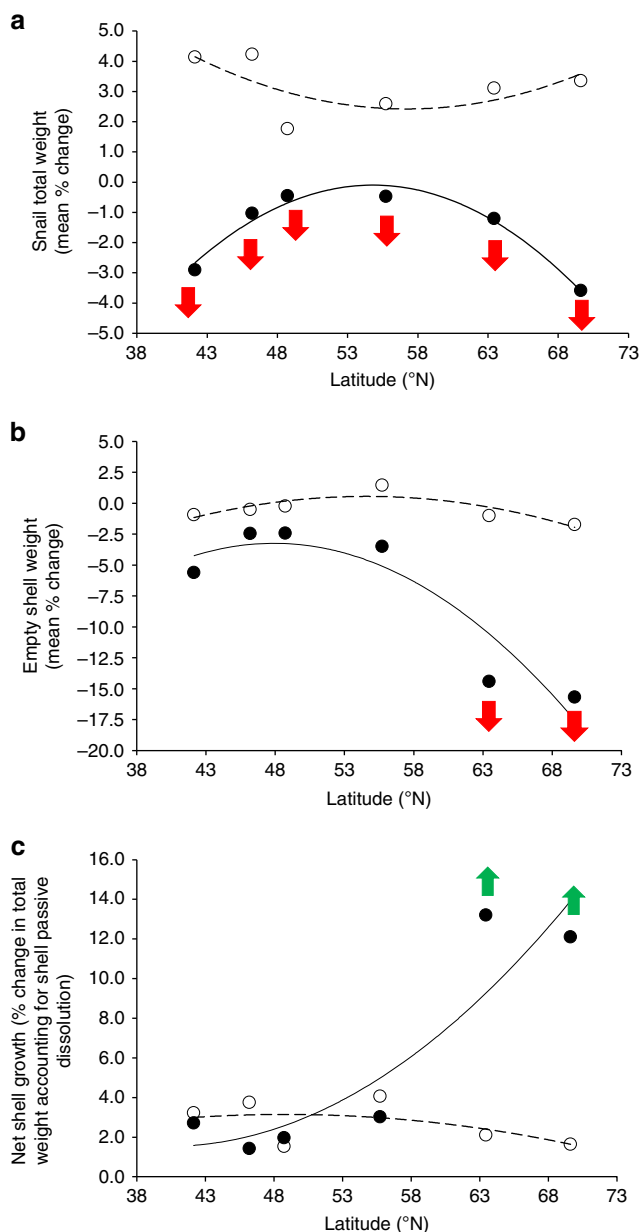 a
Snail total weight
(mean % change)
5.0
4.0
3.0
2.0
1.0
0.0
–1.0
–2.0
–3.0
–4.0
–5.0
38 43 48 53 58 63 68 73
Latitude (°N)
b
Empty shell weight
(mean % change)
5.0
2.5
0.0
–2.5
–5.0
–7.5
–10.0
–12.5
–15.0
–17.5
–20.0
38 43 48 53 58 63 68 73
Latitude (°N)
c
Net shell growth (% change in total
weight accounting for shell passive
dissolution)
16.0
14.0
12.0
10.0
8.0
6.0
4.0
2.0
0.0
38 43 48 53 58 63 68 73
Latitude (°N)